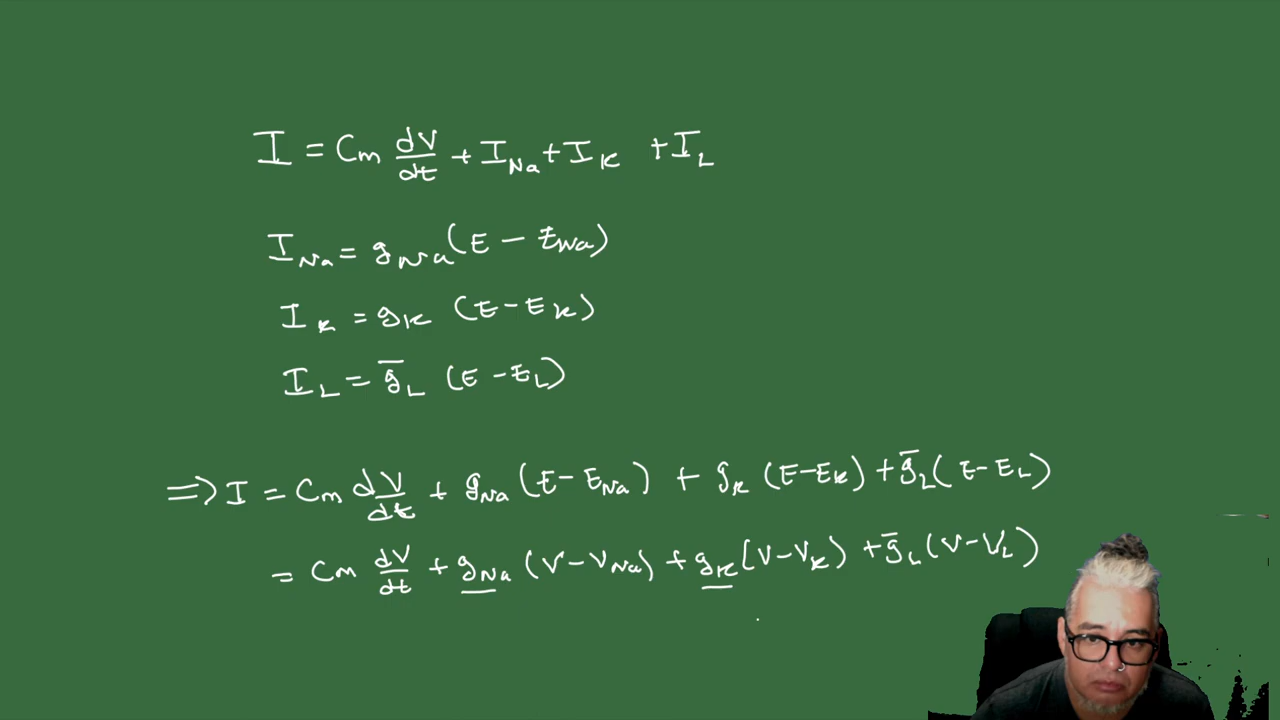 I = Cm dV/dt + I_Na + I_K + I_L
I_Na = g_Na (E - E_Na)
I_K = g_K (E - E_K)
I_L = ḡ_L (E - E_L)
=> I = Cm dV/dt + g_Na (E - E_Na) + g_K (E - E_K) + ḡ_L (E - E_L)
= Cm dV/dt + g_Na (V - V_Na) + g_K (V - V_K) + ḡ_L (V - V_L)